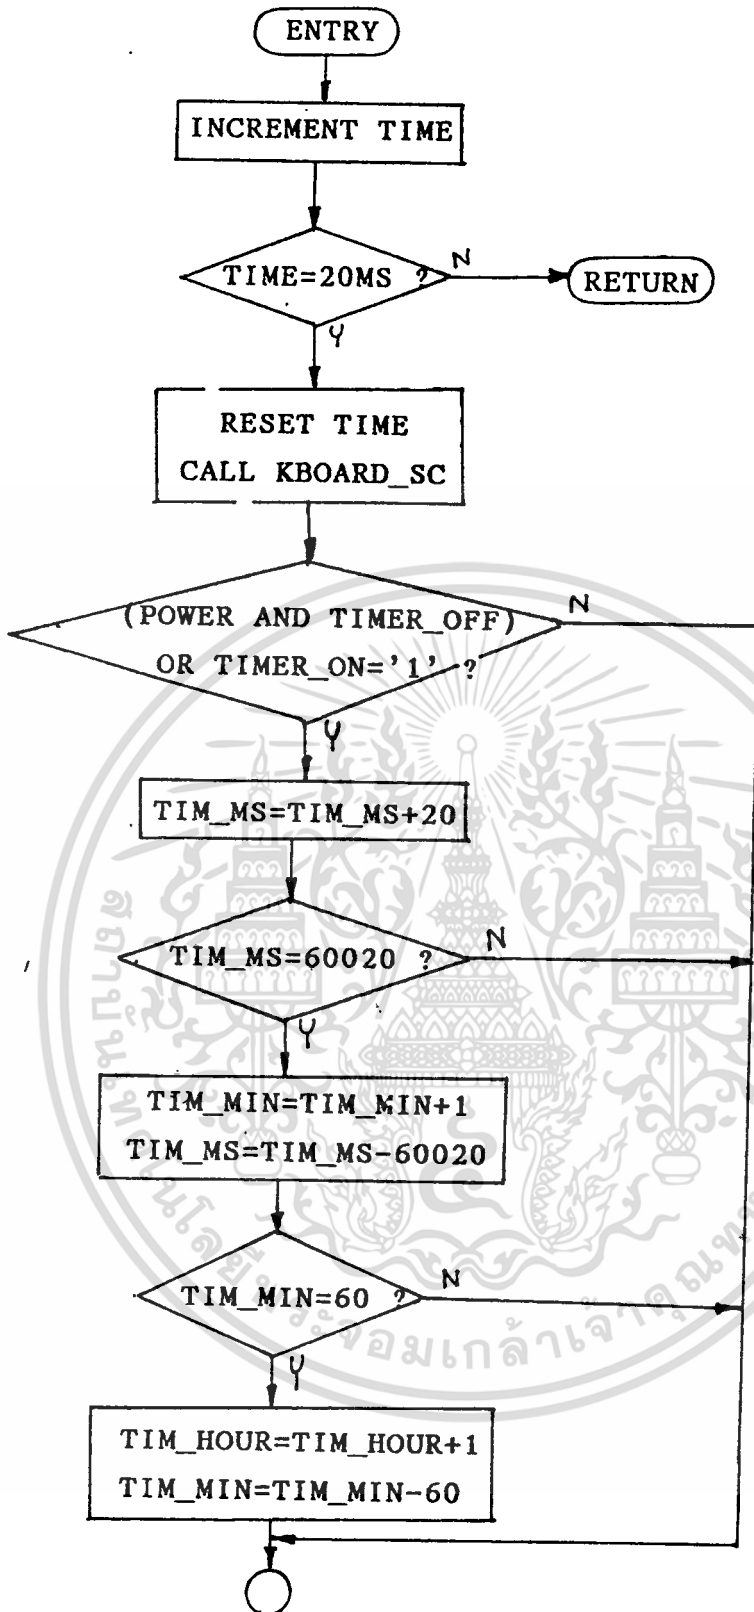 ENTRY
INCREMENT TIME
TIME=20MS ?
N
RETURN
Y
RESET TIME
CALL KBOARD_SC
(POWER AND TIMER_OFF)
OR TIMER_ON='1' ?
N
Y
TIM_MS=TIM_MS+20
TIM_MS=60020 ?
N
Y
TIM_MIN=TIM_MIN+1
TIM_MS=TIM_MS-60020
TIM_MIN=60 ?
N
Y
TIM_HOUR=TIM_HOUR+1
TIM_MIN=TIM_MIN-60